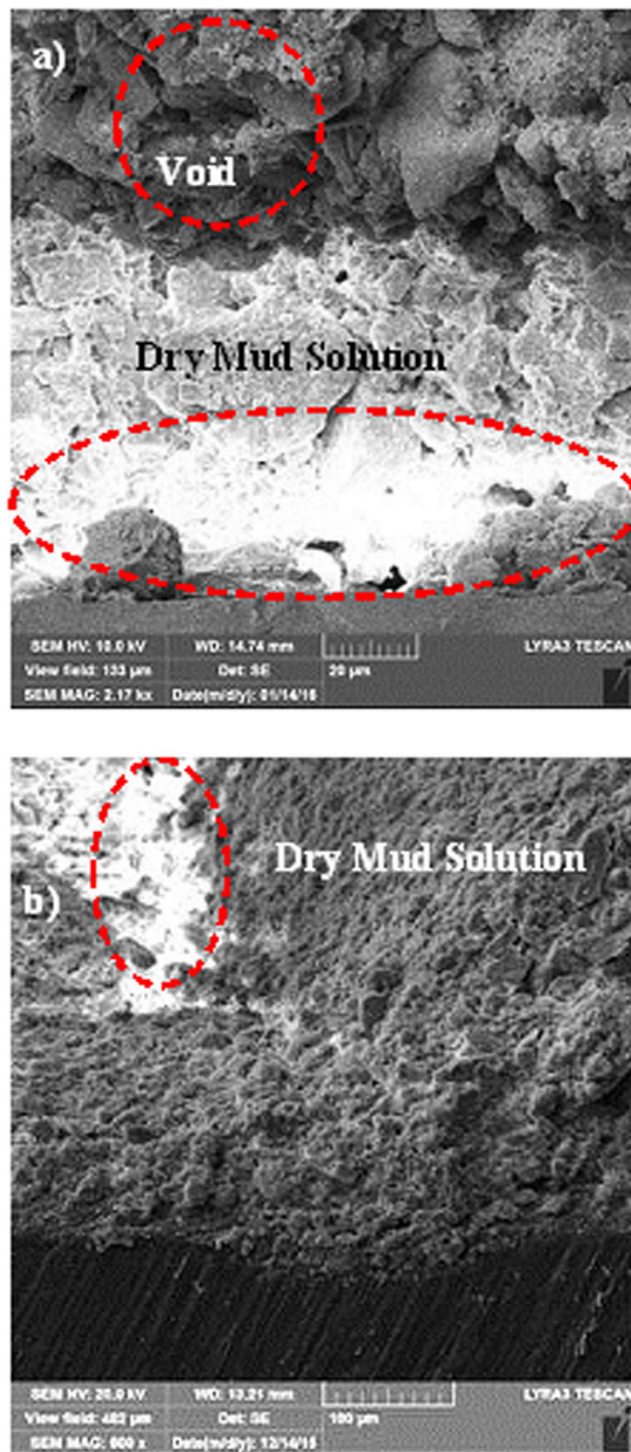 a)
Void
Dry Mud Solution
SEM HV: 10.0 kV WD: 14.74 mm LYRA3 TESCAN
View field: 133 µm Det: SE 20 µm
SEM MAG: 2.17 kx Date(m/d/y): 01/14/16
Dry Mud Solution
b)
SEM HV: 20.0 kV WD: 13.21 mm LYRA3 TESCAN
View field: 482 µm Det: SE 100 µm
SEM MAG: 600 x Date(m/d/y): 12/14/15